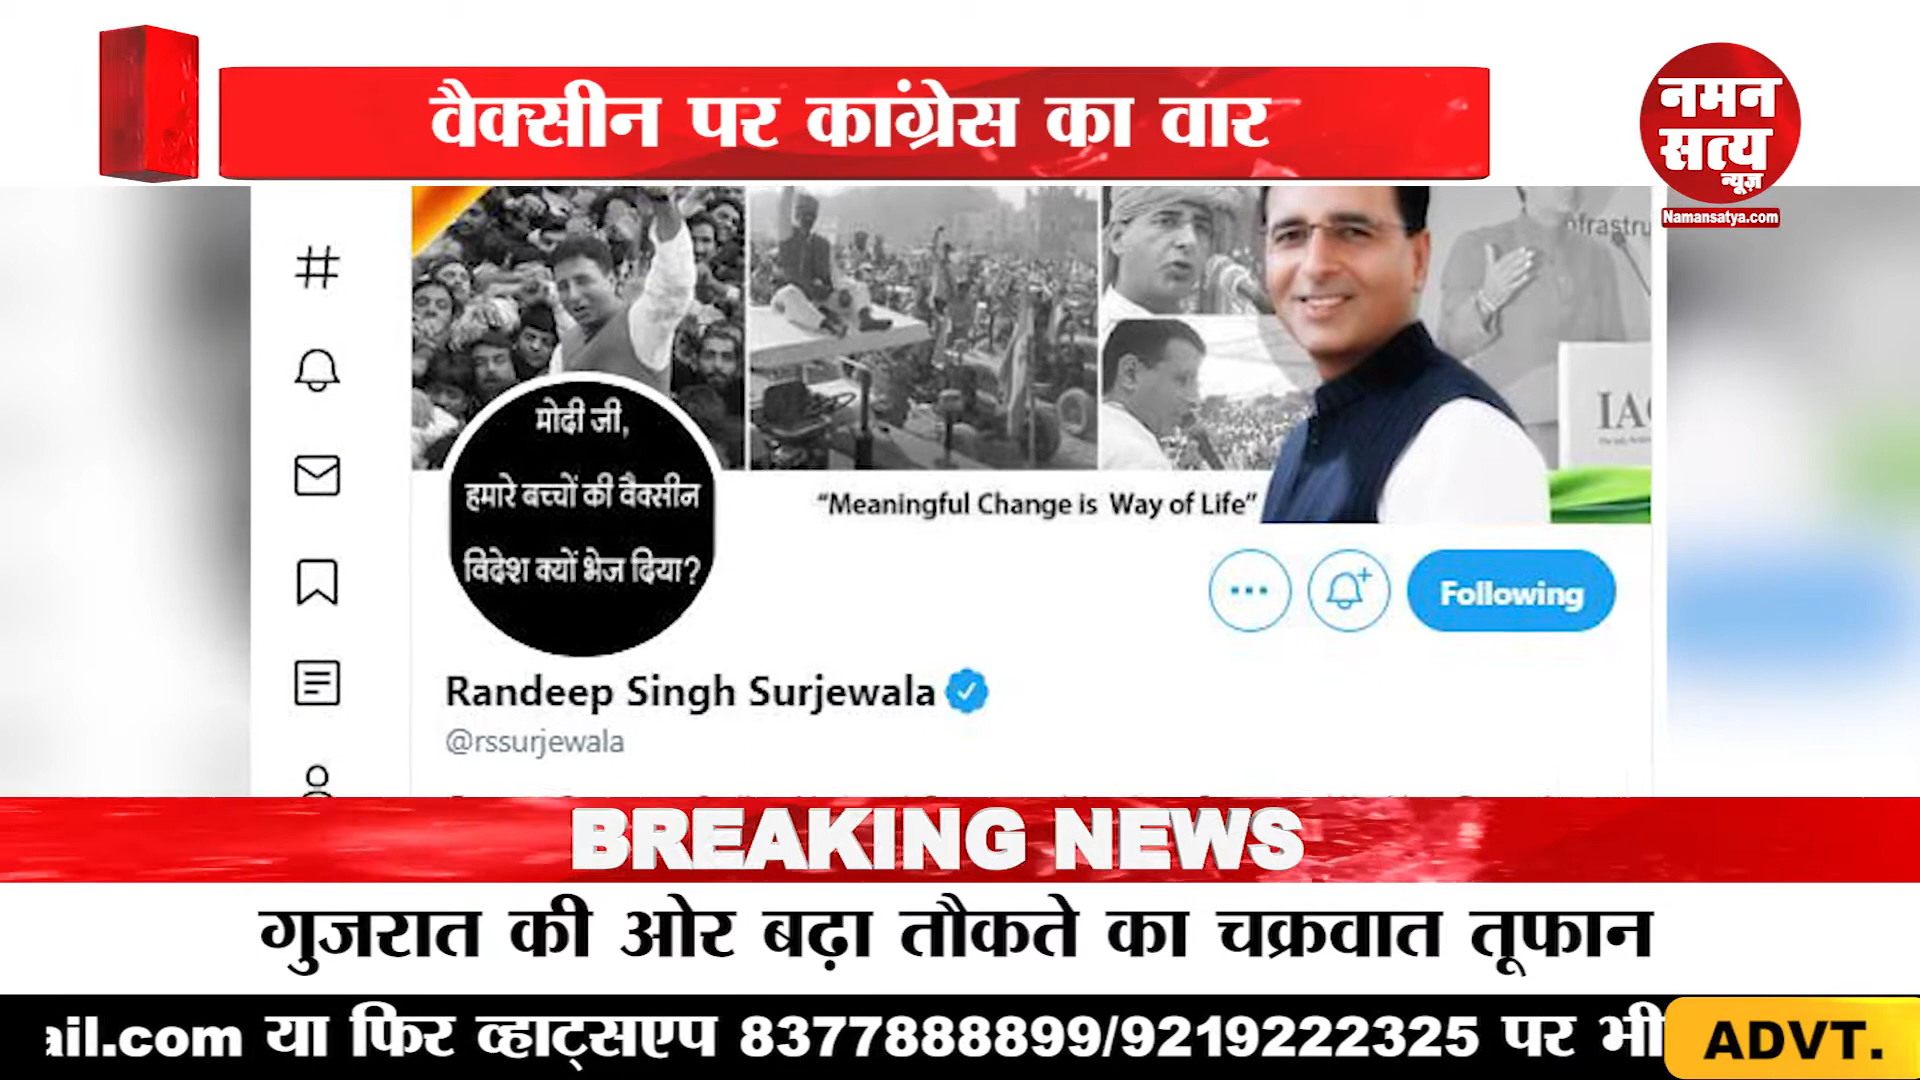 वैक्सीन पर कांग्रेस का वार
नमन
सत्य
न्यूज़
Namansatya.com
मोदी जी,
हमारे बच्चों की वैक्सीन
विदेश क्यों भेज दिया?
"Meaningful Change is Way of Life"
Following
Randeep Singh Surjewala
@rssurjewala
BREAKING NEWS
गुजरात की ओर बढ़ा तौकते का चक्रवात तूफान
ail.com या फिर व्हाट्सएप 8377888899/9219222325 पर भी
ADVT.